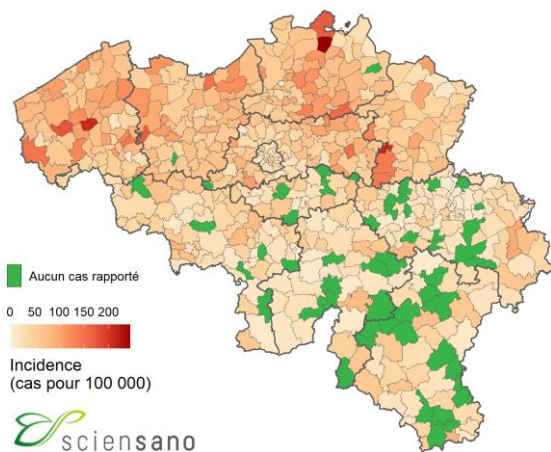 Aucun cas rapporté
0 50 100 150 200
Incidence
(cas pour 100 000)
sciensano